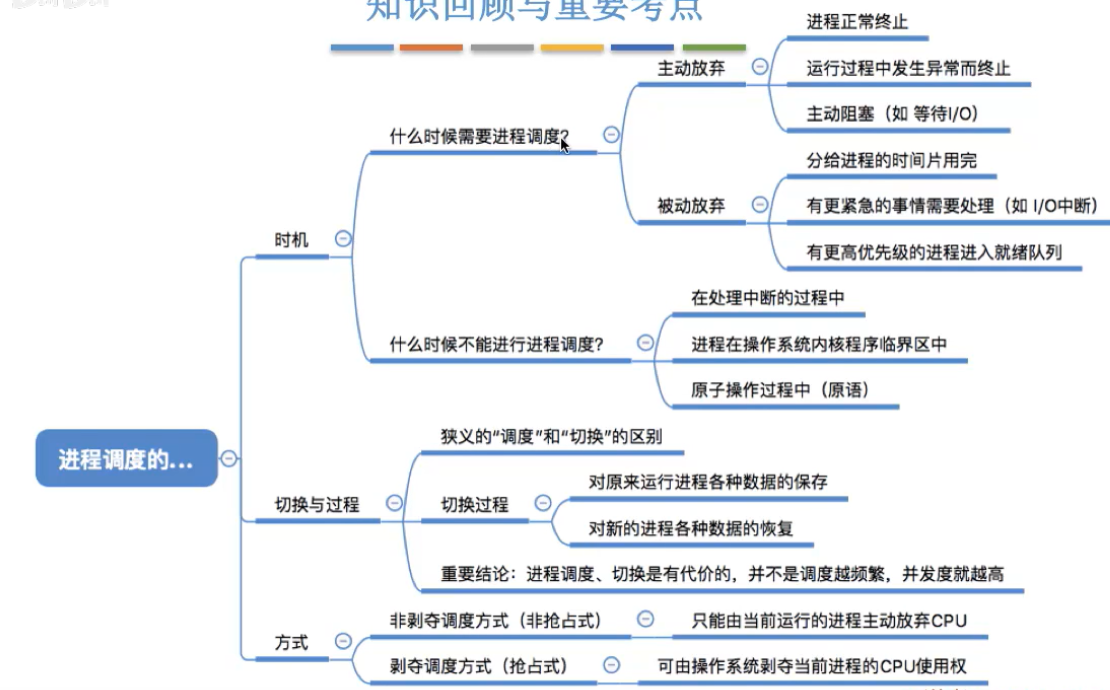 知识回顾与重要考点
进程正常终止
主动放弃
运行过程中发生异常而终止
主动阻塞（如 等待I/O）
什么时候需要进程调度?
分给进程的时间片用完
被动放弃
有更紧急的事情需要处理（如 I/O中断）
有更高优先级的进程进入就绪队列
时机
在处理中断的过程中
什么时候不能进行进程调度?
进程在操作系统内核程序临界区中
原子操作过程中（原语）
进程调度的...
狭义的“调度”和“切换”的区别
切换与过程
切换过程
对原来运行进程各种数据的保存
对新的进程各种数据的恢复
重要结论：进程调度、切换是有代价的，并不是调度越频繁，并发度就越高
方式
非剥夺调度方式（非抢占式）
只能由当前运行的进程主动放弃CPU
剥夺调度方式（抢占式）
可由操作系统剥夺当前进程的CPU使用权